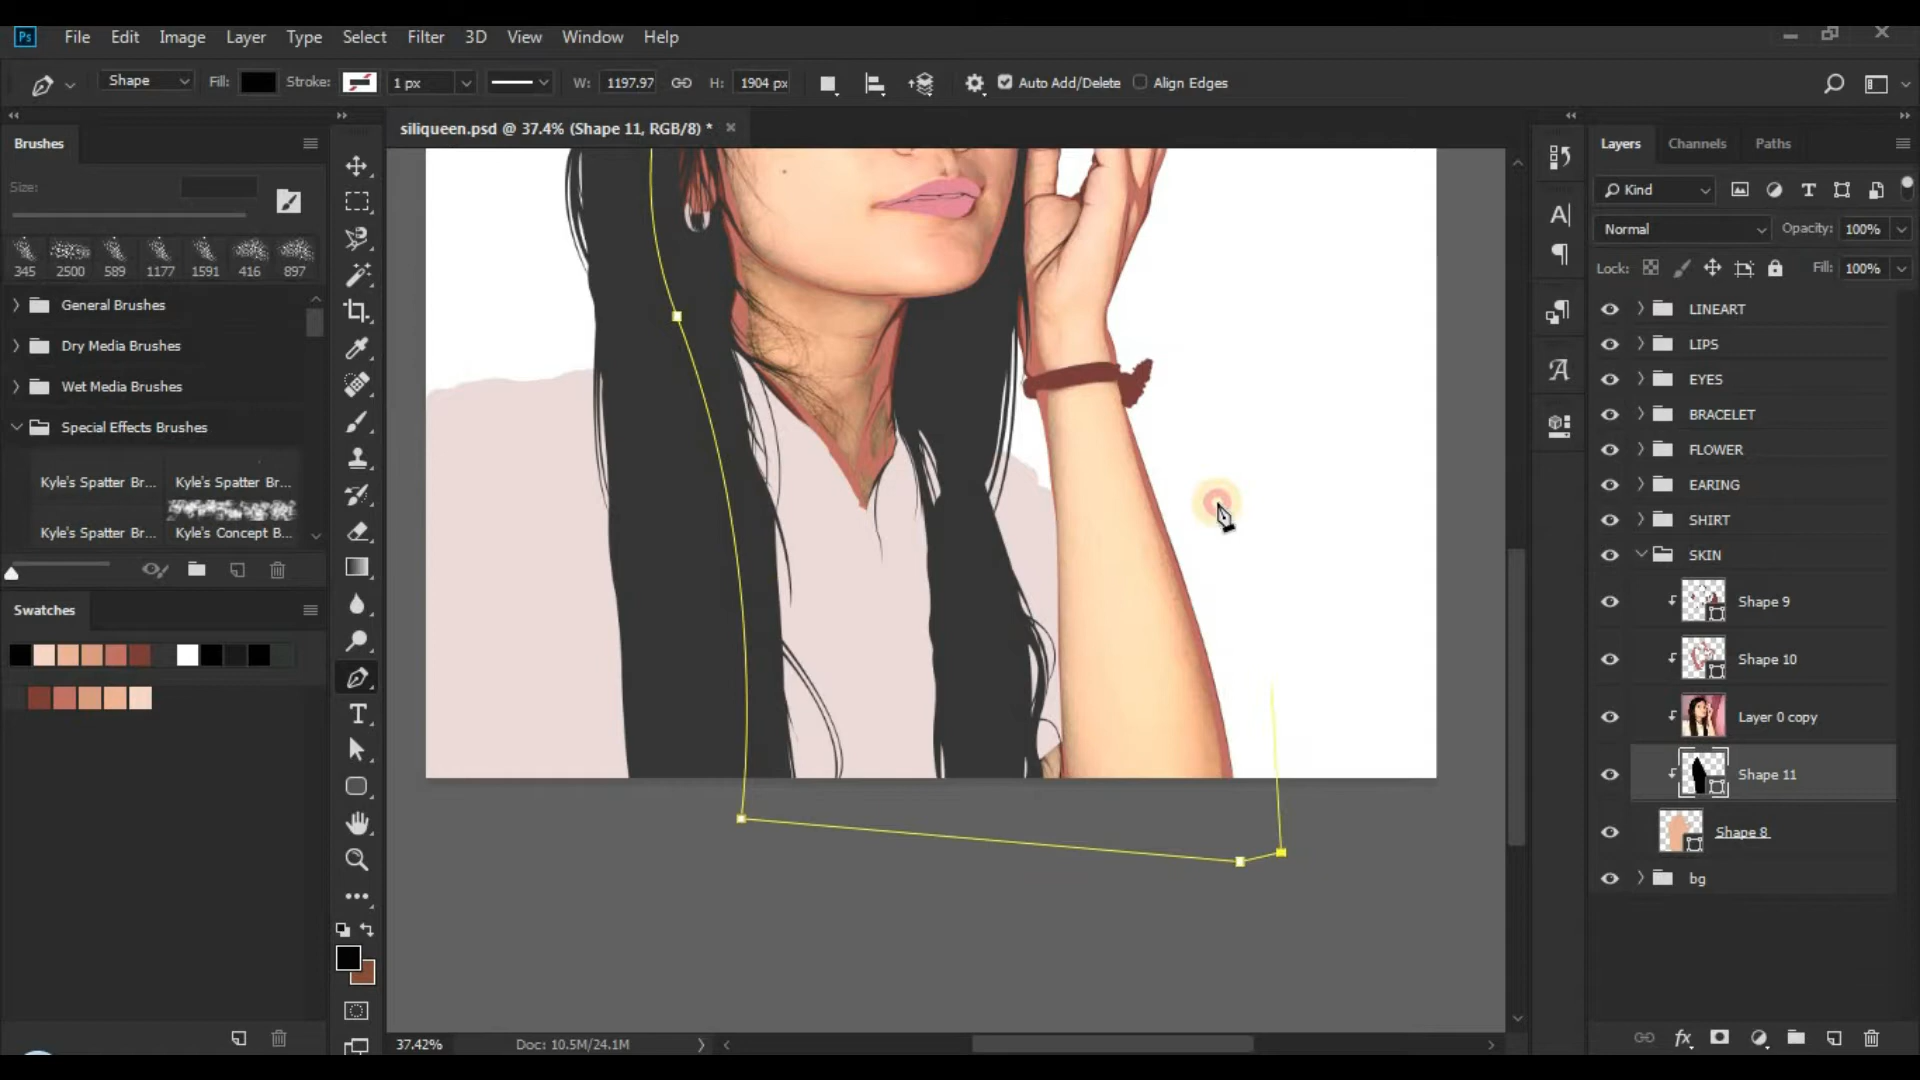 Ps File Edit Image Layer Type Select Filter 3D View Window Help
Shape Fill: Stroke: 1 px W: 1197.97 H: 1904 px Auto Add/Delete Align Edges
siliqueen.psd @ 37.4% (Shape 11, RGB/8) *
Brushes
Size:
345 2500 589 1177 1591 416 897
General Brushes
Dry Media Brushes
Wet Media Brushes
Special Effects Brushes
Kyle's Spatter Br... Kyle's Spatter Br...
Kyle's Spatter Br... Kyle's Concept B...
Swatches
37.42% Doc: 10.5M/24.1M
Layers Channels Paths
Kind
Normal Opacity: 100%
Lock: Fill: 100%
LINEART
LIPS
EYES
BRACELET
FLOWER
EARING
SHIRT
SKIN
Shape 9
Shape 10
Layer 0 copy
Shape 11
Shape 8
bg